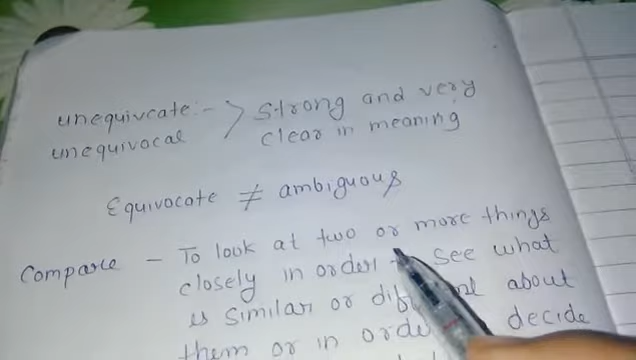 unequivcate:- > Strong and very
unequivocal clear in meaning
Equivocate ≠ ambiguous
Compare - To look at two or more things
closely in order see what
is similar or about
them or in decide